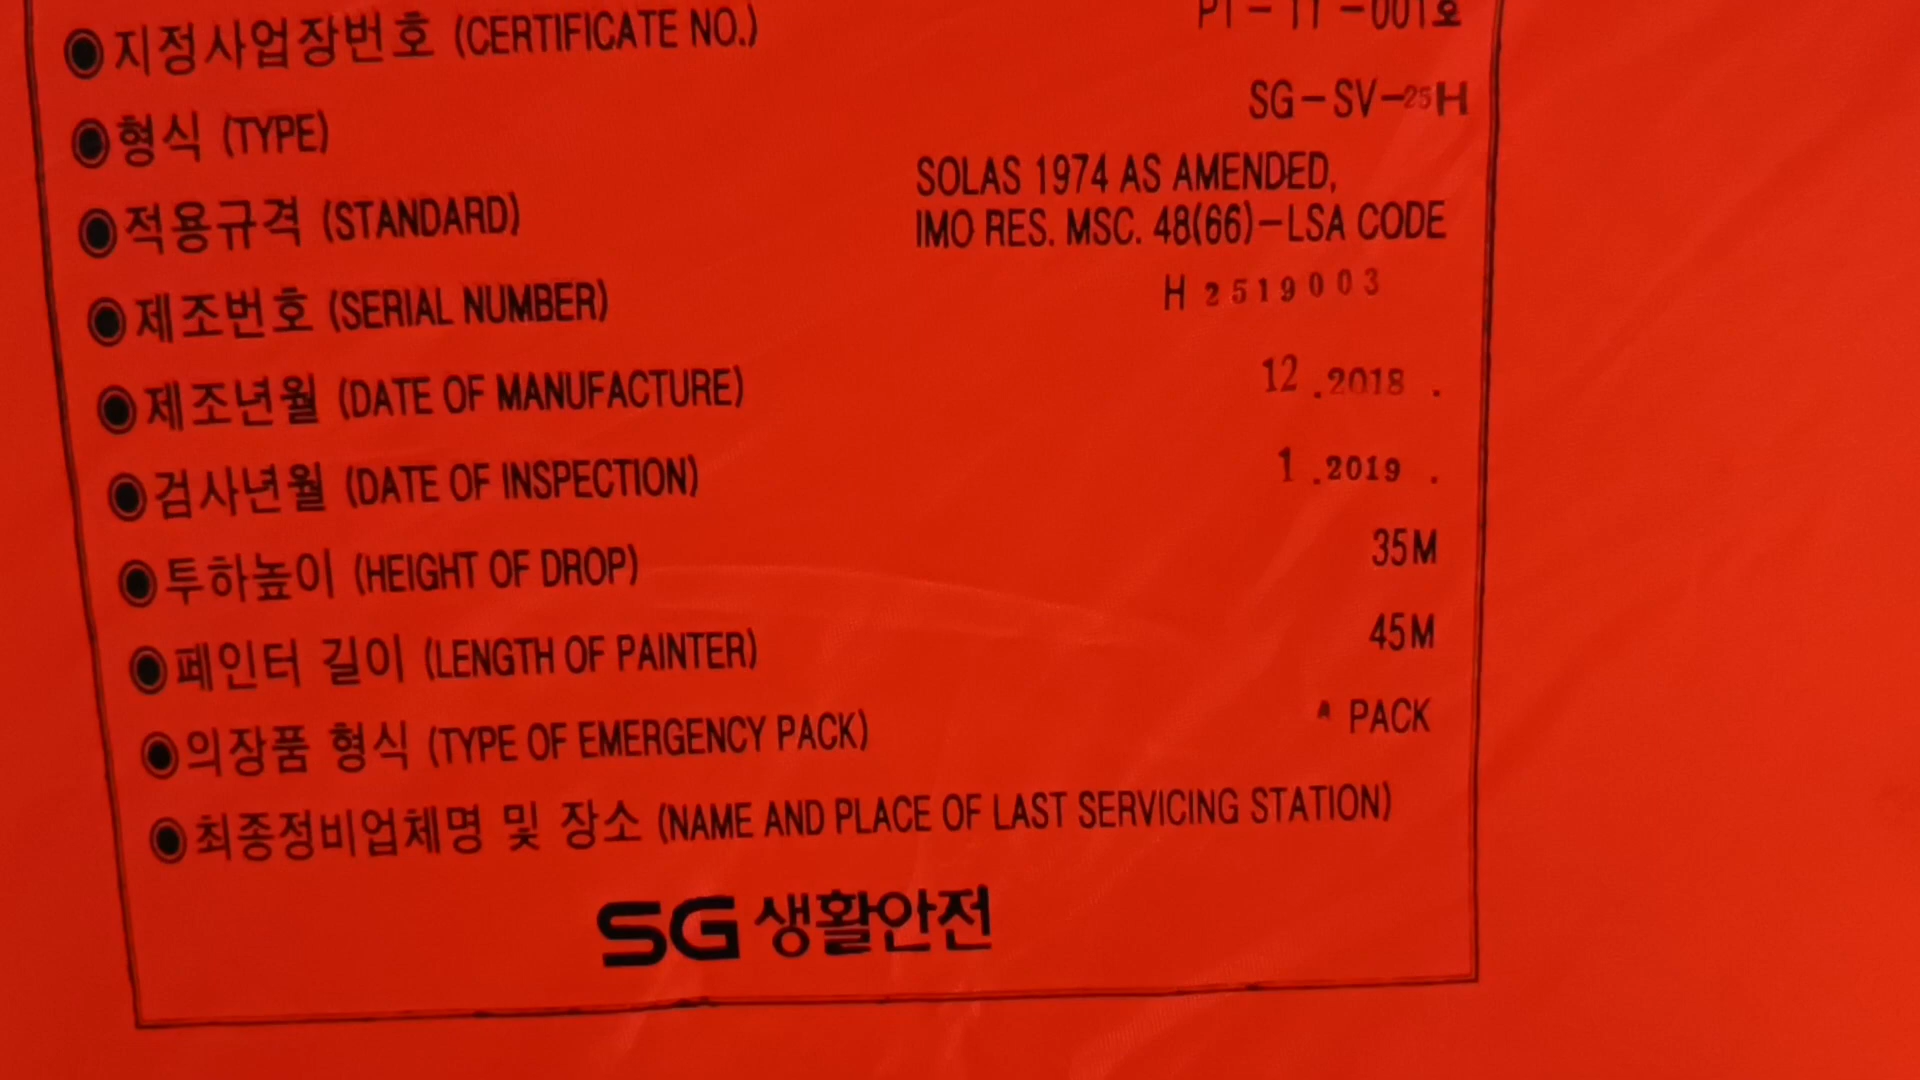 ◉지정사업장번호 (CERTIFICATE NO.)
◉형식 (TYPE) SG-SV-25H
◉적용규격 (STANDARD) SOLAS 1974 AS AMENDED,
IMO RES. MSC. 48(66)-LSA CODE
◉제조번호 (SERIAL NUMBER) H 2519003
◉제조년월 (DATE OF MANUFACTURE) 12 .2018 .
◉검사년월 (DATE OF INSPECTION) 1 .2019 .
◉투하높이 (HEIGHT OF DROP) 35M
◉페인터 길이 (LENGTH OF PAINTER) 45M
◉의장품 형식 (TYPE OF EMERGENCY PACK) A PACK
◉최종정비업체명 및 장소 (NAME AND PLACE OF LAST SERVICING STATION)
SG 생활안전